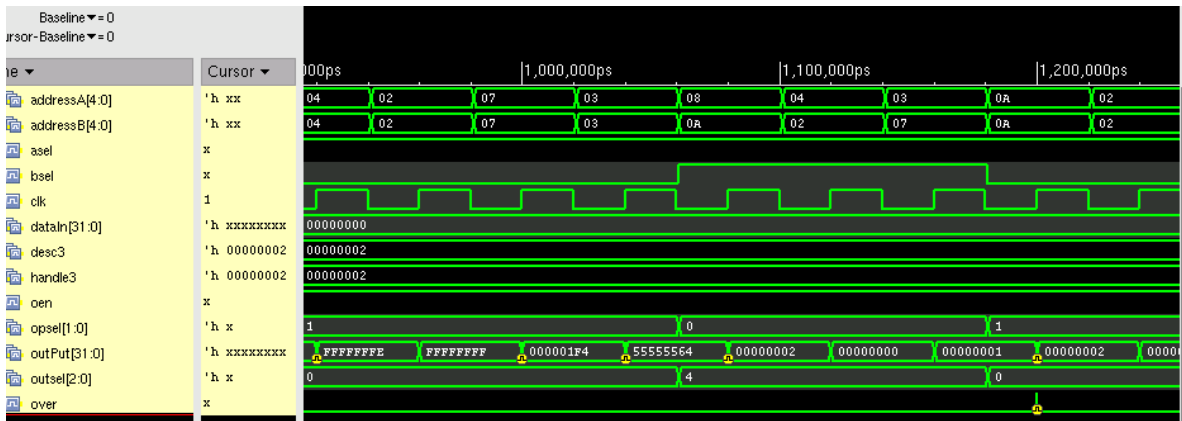 Baseline▼=0
ursor-Baseline▼=0
ne ▼ Cursor ▼ 000ps 1,000,000ps 1,100,000ps 1,200,000ps
addressA[4:0] 'h xx 04 02 07 03 08 04 03 0A 02
addressB[4:0] 'h xx 04 02 07 03 0A 02 07 0A 02
asel x
bsel x
clk 1
dataIn[31:0] 'h xxxxxxxx 00000000
desc3 'h 00000002 00000002
handle3 'h 00000002 00000002
oen x
opsel[1:0] 'h x 1 0 1
outPut[31:0] 'h xxxxxxxx FFFFFFFE FFFFFFFF 000001F4 55555564 00000002 00000000 00000001 00000002 0000
outsel[2:0] 'h x 0 4 0
over x